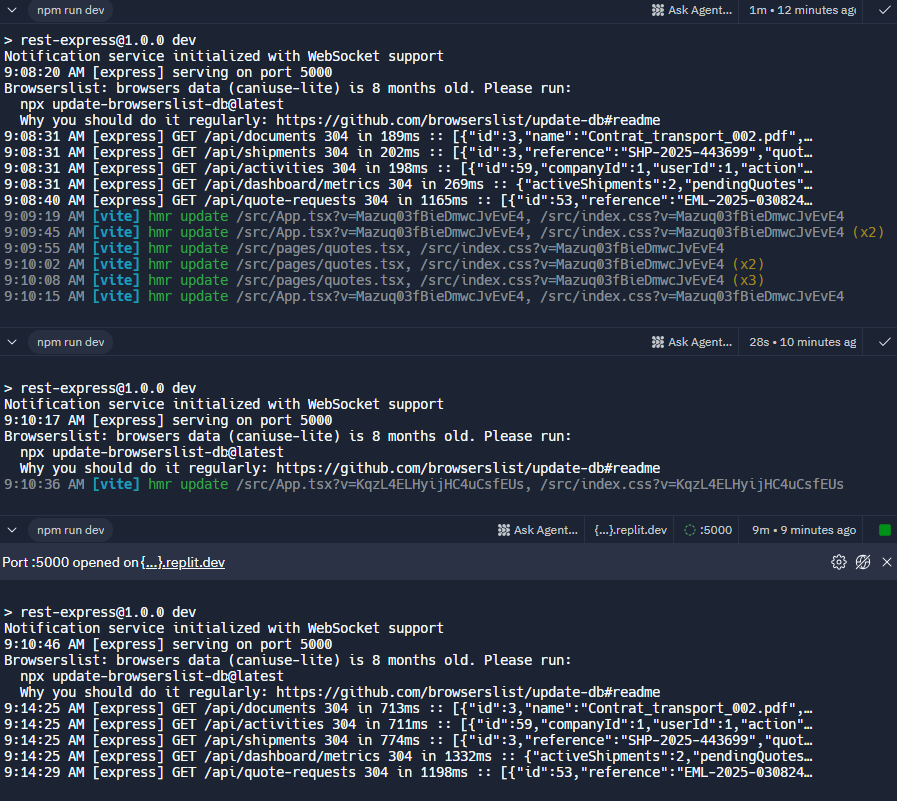 npm run dev
Ask Agent...
1m • 12 minutes ago
> rest-express@1.0.0 dev
Notification service initialized with WebSocket support
9:08:20 AM [express] serving on port 5000
Browserslist: browsers data (caniuse-lite) is 8 months old. Please run:
  npx update-browserslist-db@latest
  Why you should do it regularly: https://github.com/browserslist/update-db#readme
9:08:31 AM [express] GET /api/documents 304 in 189ms :: [{"id":3,"name":"Contrat_transport_002.pdf",…
9:08:31 AM [express] GET /api/shipments 304 in 202ms :: [{"id":3,"reference":"SHP-2025-443699","quot…
9:08:31 AM [express] GET /api/activities 304 in 198ms :: [{"id":59,"companyId":1,"userId":1,"action"…
9:08:31 AM [express] GET /api/dashboard/metrics 304 in 269ms :: {"activeShipments":2,"pendingQuotes"…
9:08:40 AM [express] GET /api/quote-requests 304 in 1165ms :: [{"id":53,"reference":"EML-2025-030824…
9:09:19 AM [vite] hmr update /src/App.tsx?v=Mazuq03fBieDmwcJvEvE4, /src/index.css?v=Mazuq03fBieDmwcJvEvE4
9:09:45 AM [vite] hmr update /src/App.tsx?v=Mazuq03fBieDmwcJvEvE4, /src/index.css?v=Mazuq03fBieDmwcJvEvE4 (x2)
9:09:55 AM [vite] hmr update /src/pages/quotes.tsx, /src/index.css?v=Mazuq03fBieDmwcJvEvE4
9:10:02 AM [vite] hmr update /src/pages/quotes.tsx, /src/index.css?v=Mazuq03fBieDmwcJvEvE4 (x2)
9:10:08 AM [vite] hmr update /src/pages/quotes.tsx, /src/index.css?v=Mazuq03fBieDmwcJvEvE4 (x3)
9:10:15 AM [vite] hmr update /src/App.tsx?v=Mazuq03fBieDmwcJvEvE4, /src/index.css?v=Mazuq03fBieDmwcJvEvE4
npm run dev
Ask Agent...
28s • 10 minutes ag
> rest-express@1.0.0 dev
Notification service initialized with WebSocket support
9:10:17 AM [express] serving on port 5000
Browserslist: browsers data (caniuse-lite) is 8 months old. Please run:
  npx update-browserslist-db@latest
  Why you should do it regularly: https://github.com/browserslist/update-db#readme
9:10:36 AM [vite] hmr update /src/App.tsx?v=KqzL4ELHyijHC4uCsfEUs, /src/index.css?v=KqzL4ELHyijHC4uCsfEUs
npm run dev
Ask Agent...
{...}.replit.dev
:5000
9m • 9 minutes ago
Port :5000 opened on {...}.replit.dev
> rest-express@1.0.0 dev
Notification service initialized with WebSocket support
9:10:46 AM [express] serving on port 5000
Browserslist: browsers data (caniuse-lite) is 8 months old. Please run:
  npx update-browserslist-db@latest
  Why you should do it regularly: https://github.com/browserslist/update-db#readme
9:14:25 AM [express] GET /api/documents 304 in 713ms :: [{"id":3,"name":"Contrat_transport_002.pdf",…
9:14:25 AM [express] GET /api/activities 304 in 711ms :: [{"id":59,"companyId":1,"userId":1,"action"…
9:14:25 AM [express] GET /api/shipments 304 in 774ms :: [{"id":3,"reference":"SHP-2025-443699","quot…
9:14:25 AM [express] GET /api/dashboard/metrics 304 in 1332ms :: {"activeShipments":2,"pendingQuotes…
9:14:29 AM [express] GET /api/quote-requests 304 in 1198ms :: [{"id":53,"reference":"EML-2025-030824…